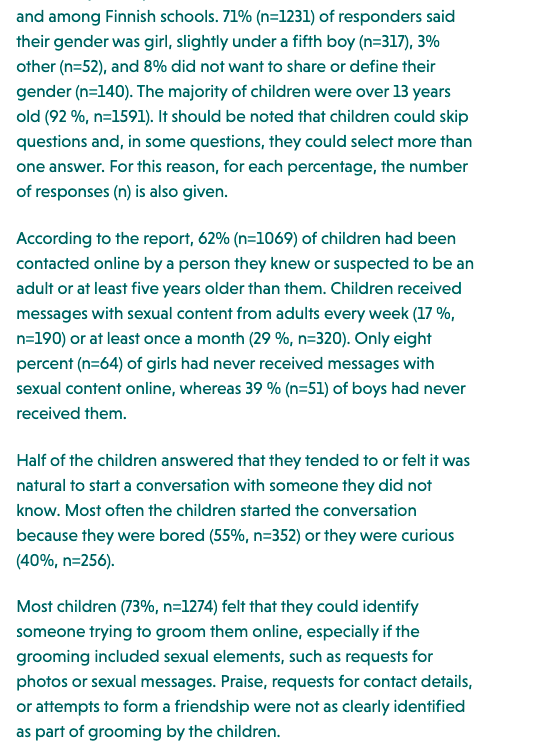 and among Finnish schools. 71% (n=1231) of responders said
their gender was girl, slightly under a fifth boy (n=317), 3%
other (n=52), and 8% did not want to share or define their
gender (n=140). The majority of children were over 13 years
old (92 %, n=1591). It should be noted that children could skip
questions and, in some questions, they could select more than
one answer. For this reason, for each percentage, the number
of responses (n) is also given.
According to the report, 62% (n=1069) of children had been
contacted online by a person they knew or suspected to be an
adult or at least five years older than them. Children received
messages with sexual content from adults every week (17 %,
n=190) or at least once a month (29 %, n=320). Only eight
percent (n=64) of girls had never received messages with
sexual content online, whereas 39 % (n=51) of boys had never
received them.
Half of the children answered that they tended to or felt it was
natural to start a conversation with someone they did not
know. Most often the children started the conversation
because they were bored (55%, n=352) or they were curious
(40%, n=256).
Most children (73%, n=1274) felt that they could identify
someone trying to groom them online, especially if the
grooming included sexual elements, such as requests for
photos or sexual messages. Praise, requests for contact details,
or attempts to form a friendship were not as clearly identified
as part of grooming by the children.